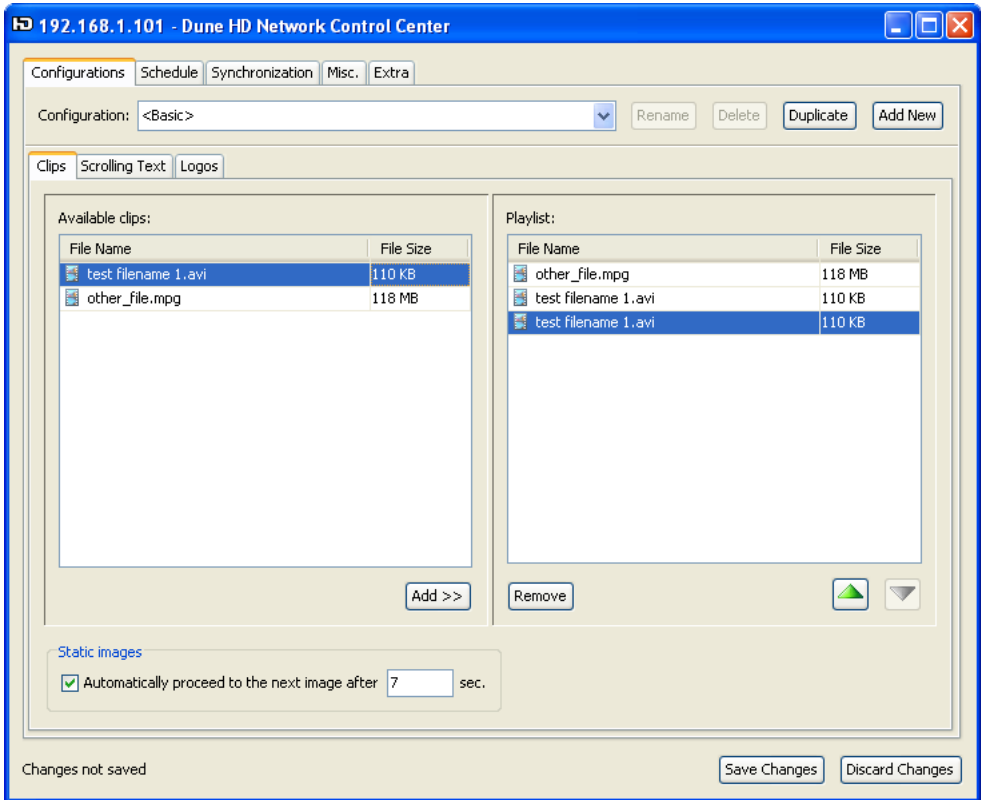 192.168.1.101 - Dune HD Network Control Center
Configurations Schedule Synchronization Misc. Extra
Configuration: <Basic> Rename Delete Duplicate Add New
Clips Scrolling Text Logos
Available clips:
File Name File Size
test filename 1.avi 110 KB
other_file.mpg 118 MB
Add >>
Playlist:
File Name File Size
other_file.mpg 118 MB
test filename 1.avi 110 KB
test filename 1.avi 110 KB
Remove
Static images
Automatically proceed to the next image after 7 sec.
Changes not saved Save Changes Discard Changes